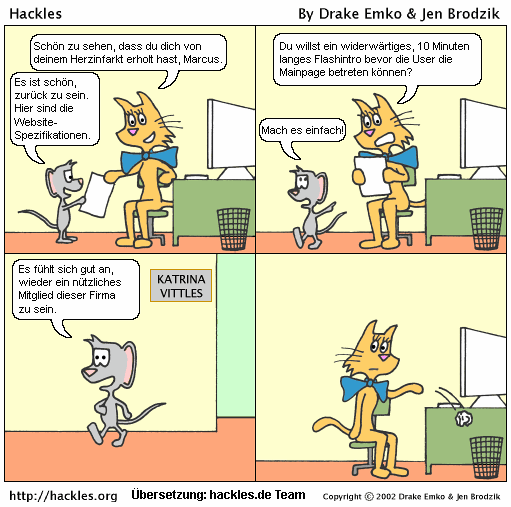 Hackles
By Drake Emko & Jen Brodzik
Schön zu sehen, dass du dich von
deinem Herzinfarkt erholt hast, Marcus.
Es ist schön,
zurück zu sein.
Hier sind die
Website-
Spezifikationen.
Du willst ein widerwärtiges, 10 Minuten
langes Flashintro bevor die User die
Mainpage betreten können?
Mach es einfach!
Es fühlt sich gut an,
wieder ein nützliches
Mitglied dieser Firma
zu sein.
KATRINA
VITTLES
http://hackles.org
Übersetzung: hackles.de Team
Copyright © 2002 Drake Emko & Jen Brodzik